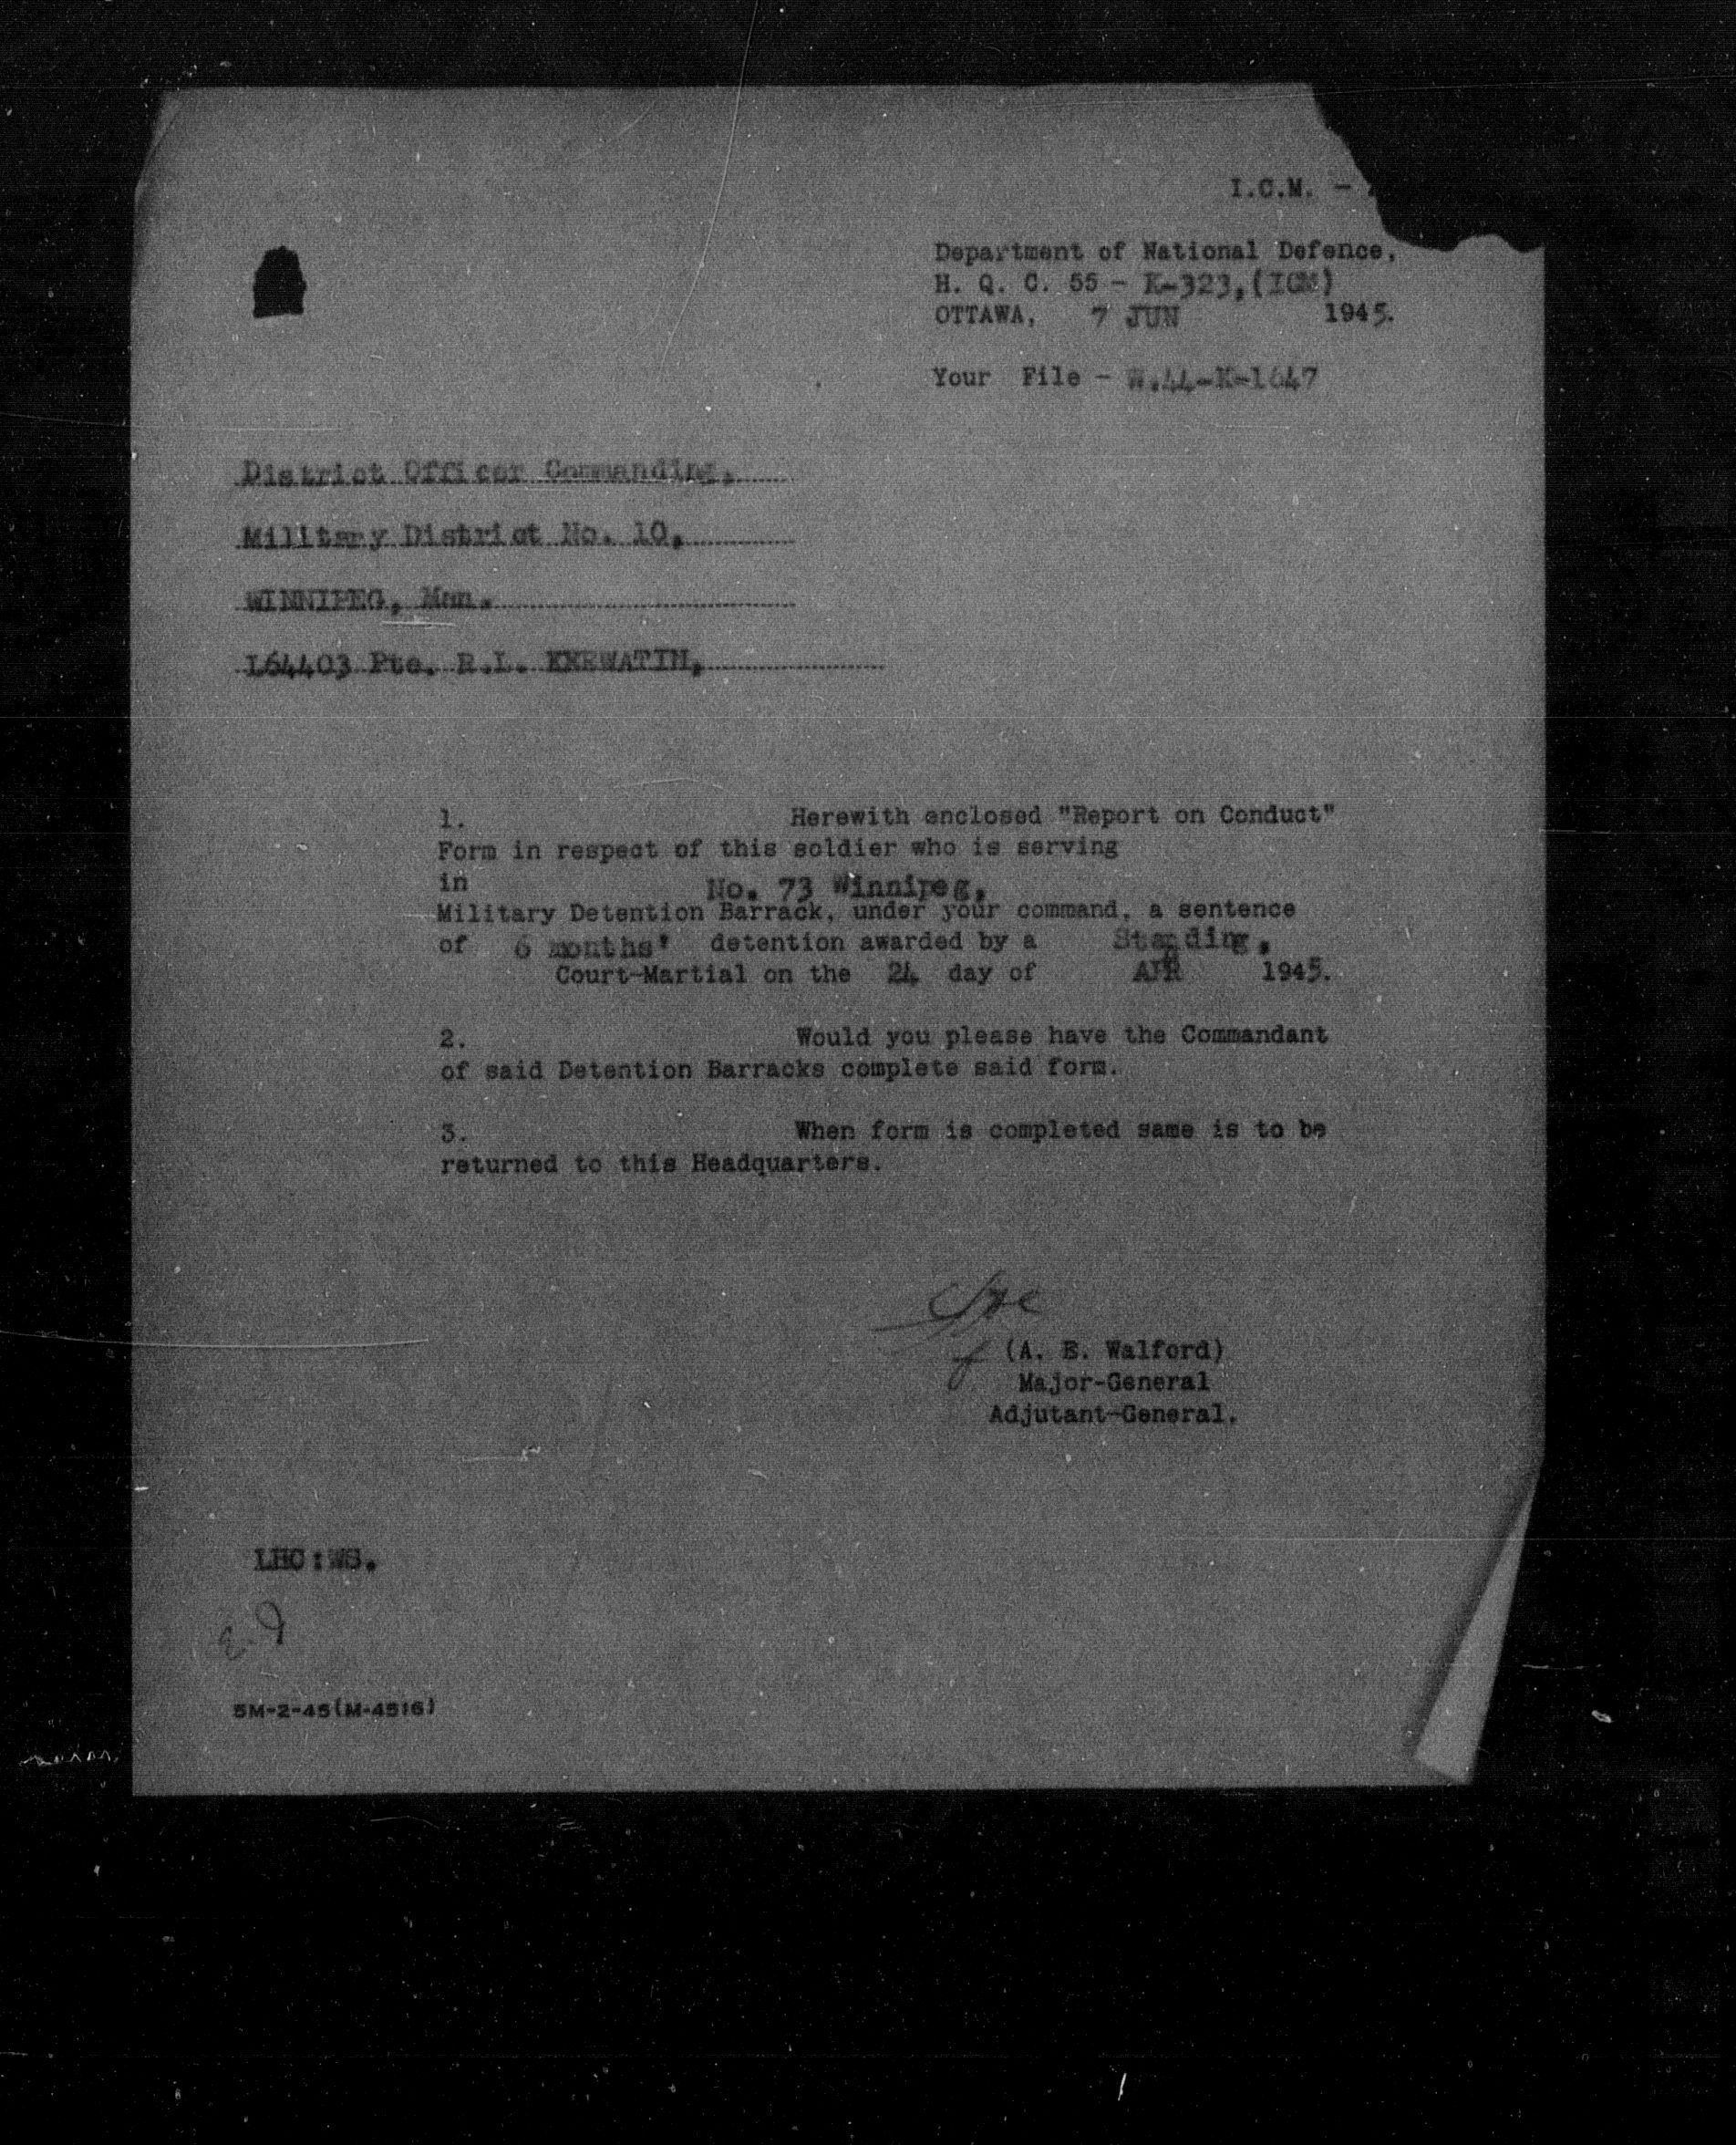 I.C.M. -
Department of National Defence,
H. Q. C. 55 - K-323,(ICM)
OTTAWA, 7 JUN 1945.
Your File - W.44-K-1647
District Officer Commanding,
Military District No. 10,
WINNIPEG, Man.
L64403 Pte. R.L. KEEWATIN,
1. Herewith enclosed "Report on Conduct"
Form in respect of this soldier who is serving
in No. 73 Winnipeg,
Military Detention Barrack, under your command, a sentence
of 6 months' detention awarded by a Standing,
Court-Martial on the 24 day of APR 1945.
2. Would you please have the Commandant
of said Detention Barracks complete said form.
3. When form is completed same is to be
returned to this Headquarters.
(A. E. Walford)
Major-General
Adjutant-General.
LHC:WS.
5M-2-45(M-4516)